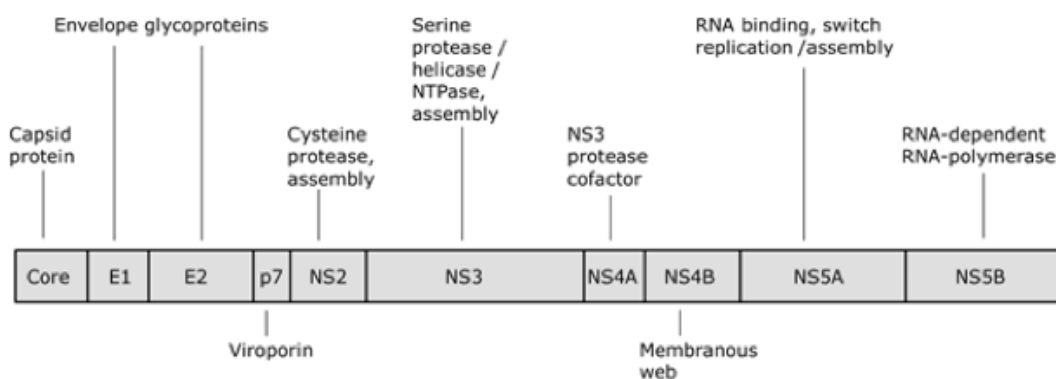 Envelope glycoproteins
Serine
protease /
helicase /
NTPase,
assembly
RNA binding, switch
replication /assembly
Capsid
protein
Cysteine
protease,
assembly
NS3
protease
cofactor
RNA-dependent
RNA-polymerase
Core E1 E2 p7 NS2 NS3 NS4A NS4B NS5A NS5B
Viroporin
Membranous
web